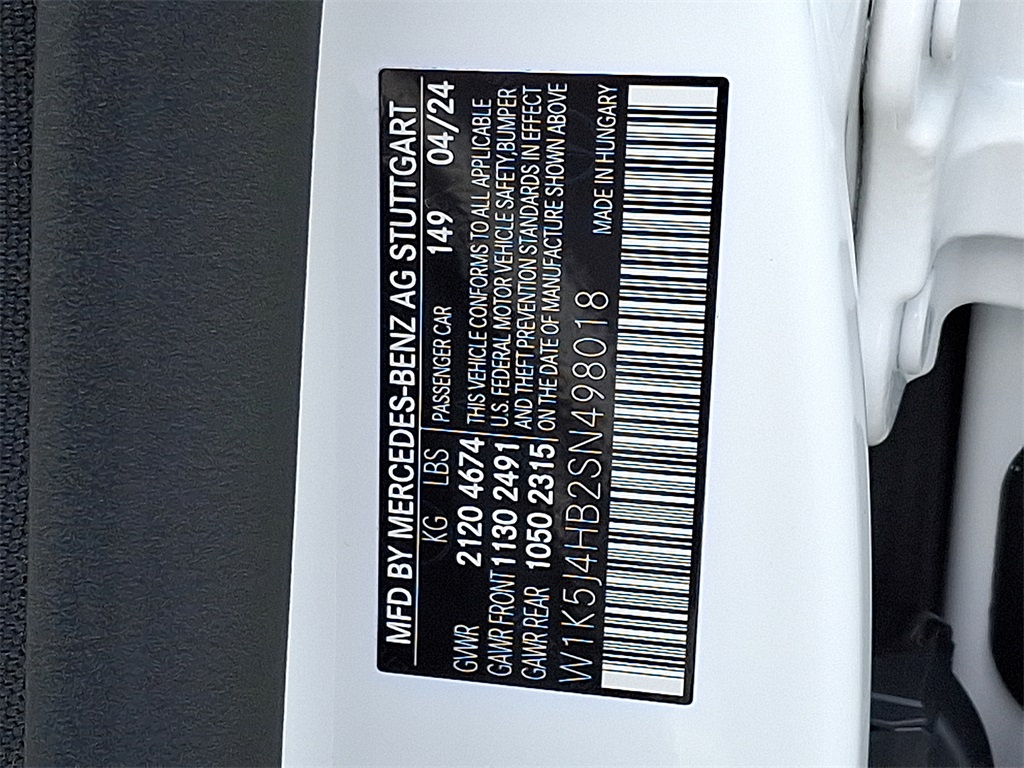 MFD BY MERCEDES-BENZ AG STUTTGART
KG LBS PASSENGER CAR 149 04/24
GVWR 2120 4674 THIS VEHICLE CONFORMS TO ALL APPLICABLE
GAWR FRONT 1130 2491 U.S. FEDERAL MOTOR VEHICLE SAFETY,BUMPER
GAWR REAR 1050 2315 AND THEFT PREVENTION STANDARDS IN EFFECT
ON THE DATE OF MANUFACTURE SHOWN ABOVE
W1K5J4HB2SN498018 MADE IN HUNGARY